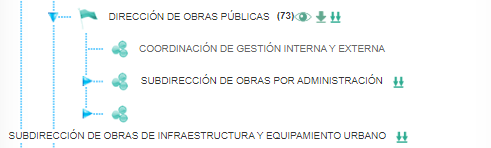 DIRECCIÓN DE OBRAS PÚBLICAS (73)
COORDINACIÓN DE GESTIÓN INTERNA Y EXTERNA
SUBDIRECCIÓN DE OBRAS POR ADMINISTRACIÓN
SUBDIRECCIÓN DE OBRAS DE INFRAESTRUCTURA Y EQUIPAMIENTO URBANO